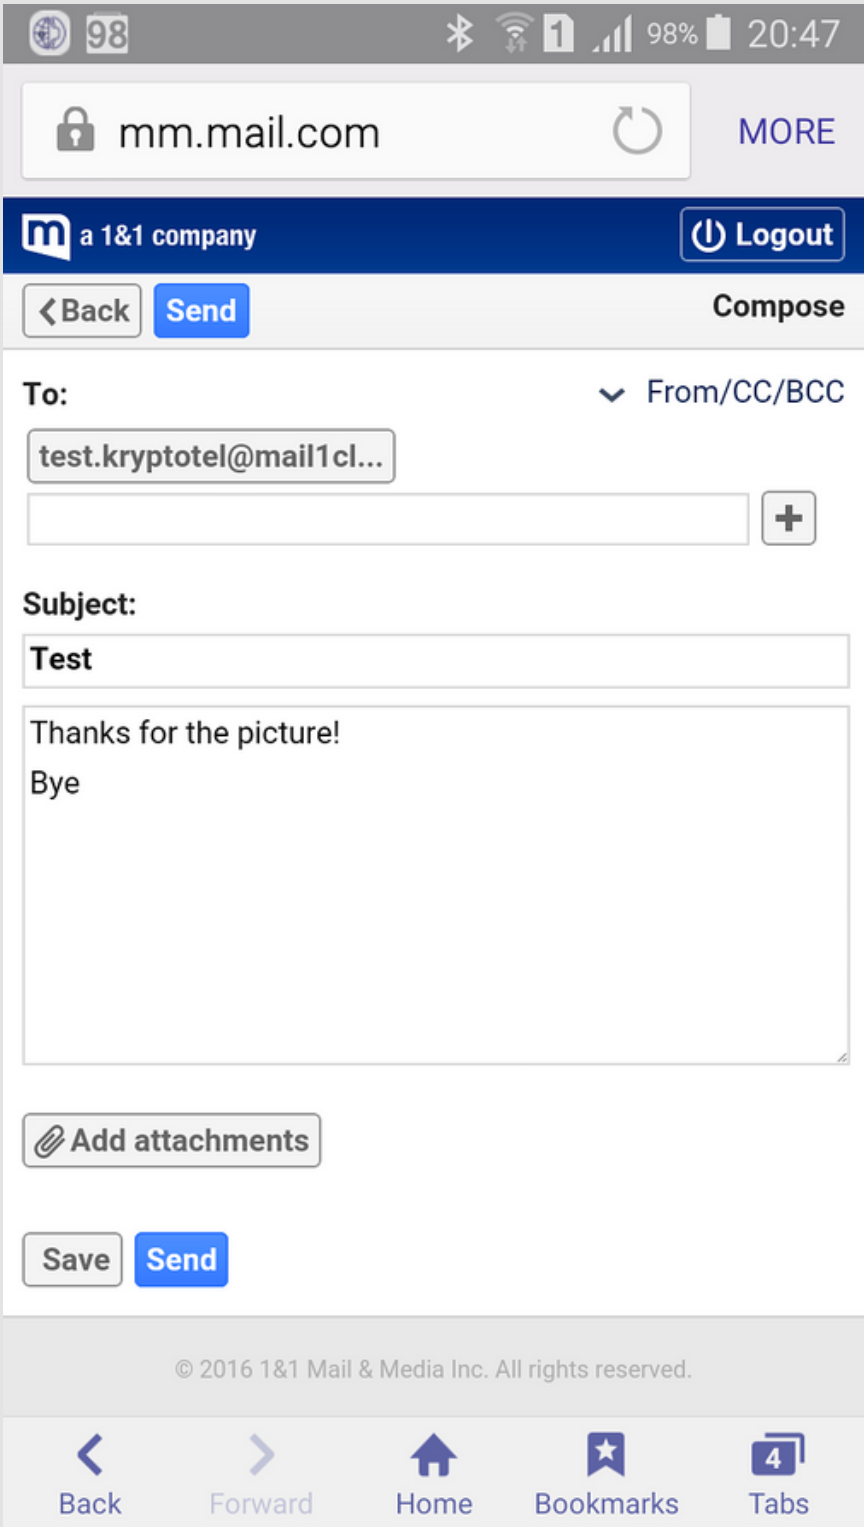 98 1 98% 20:47
mm.mail.com MORE
m a 1&1 company Logout
Back Send Compose
To: From/CC/BCC
test.kryptotel@mail1cl...
+
Subject:
Test
Thanks for the picture!
Bye
Add attachments
Save Send
© 2016 1&1 Mail & Media Inc. All rights reserved.
4
Back Forward Home Bookmarks Tabs